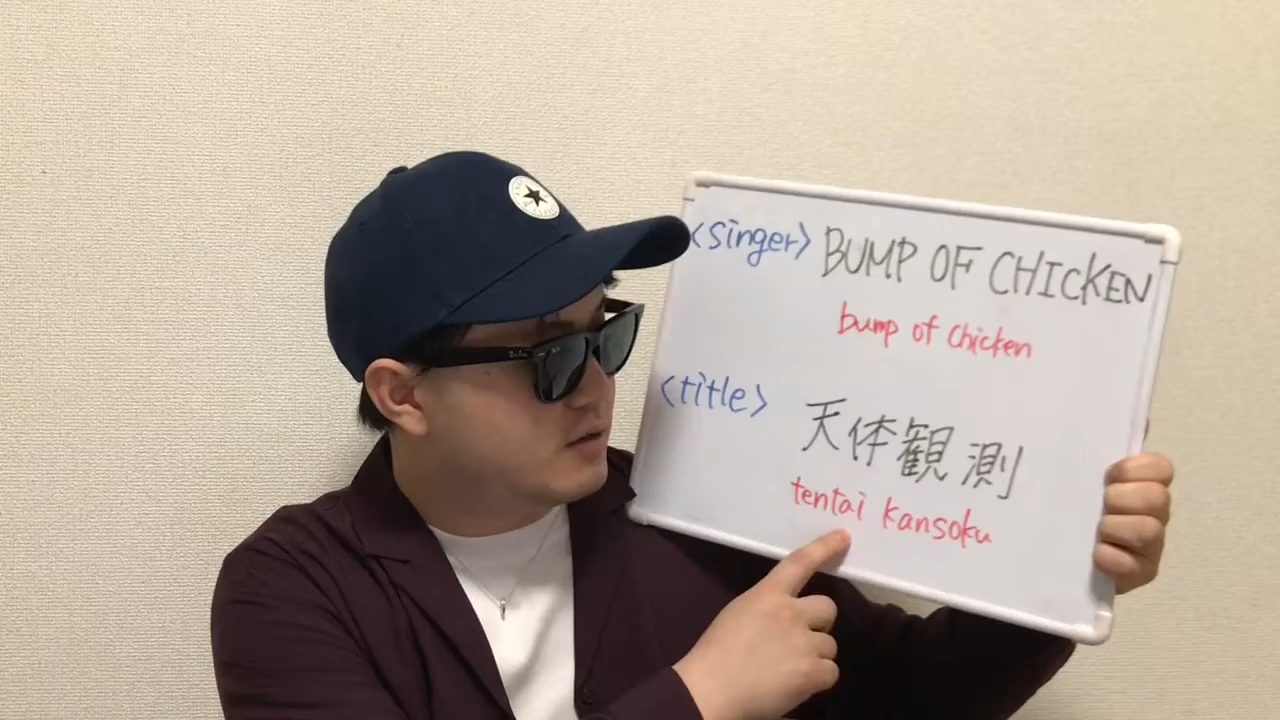 <singer> BUMP OF CHICKEN
bump of chicken
<title> 天体観測
tentai kansoku